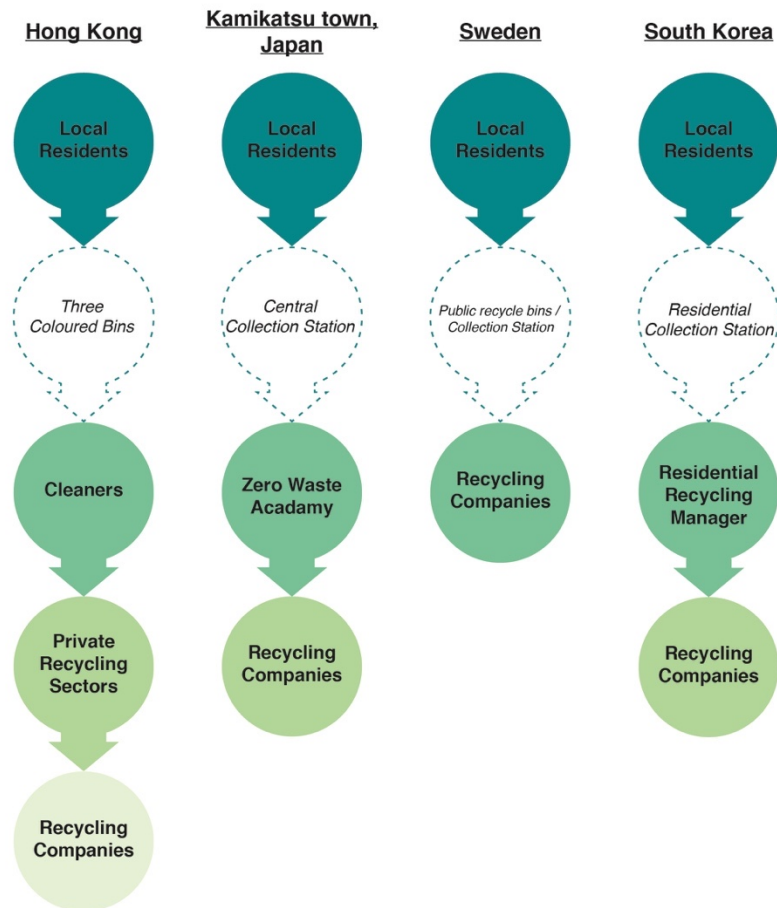 Hong Kong
Kamikatsu town,
Japan
Sweden
South Korea
Local
Residents
Local
Residents
Local
Residents
Local
Residents
Three
Coloured Bins
Central
Collection Station
Public recycle bins /
Collection Station
Residential
Collection Station
Cleaners
Zero Waste
Acadamy
Recycling
Companies
Residential
Recycling
Manager
Private
Recycling
Sectors
Recycling
Companies
Recycling
Companies
Recycling
Companies